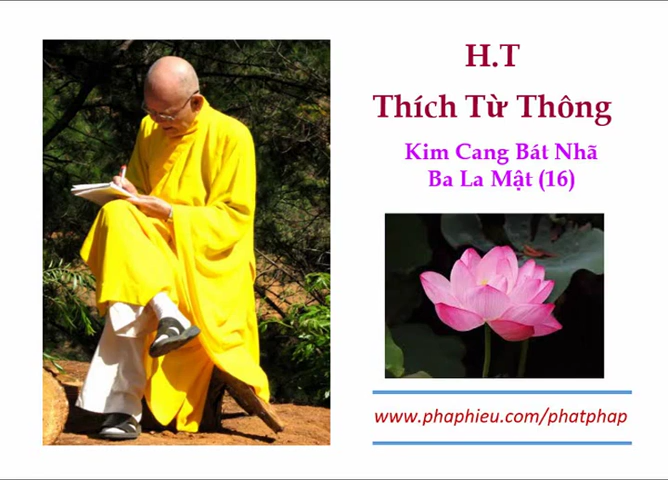 H.T
Thích Từ Thông
Kim Cang Bát Nhã
Ba La Mật (16)
www.phaphieu.com/phatphap